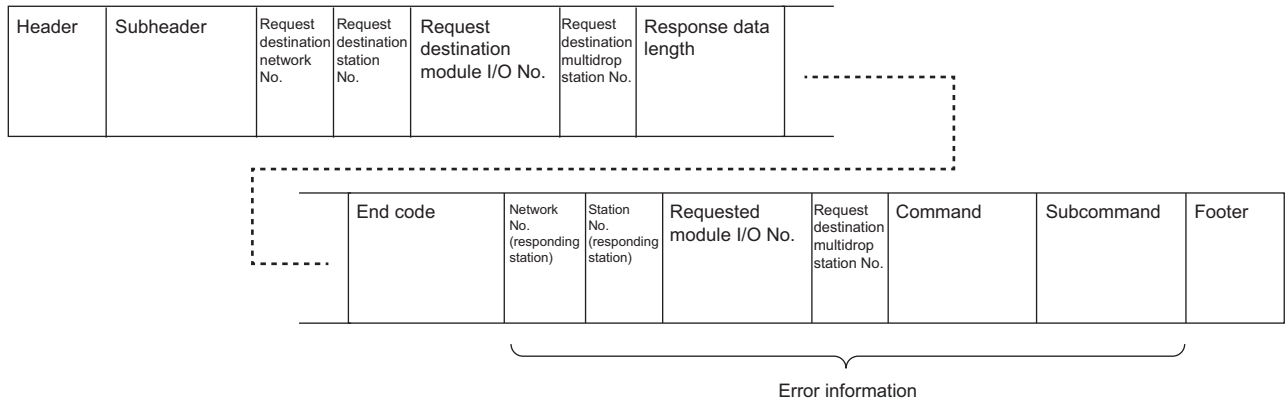 Header
Subheader
Request
destination
network
No.
Request
destination
station
No.
Request
destination
module I/O No.
Request
destination
multidrop
station No.
Response data
length
End code
Network
No.
(responding
station)
Station
No.
(responding
station)
Requested
module I/O No.
Request
destination
multidrop
station No.
Command
Subcommand
Footer
Error information